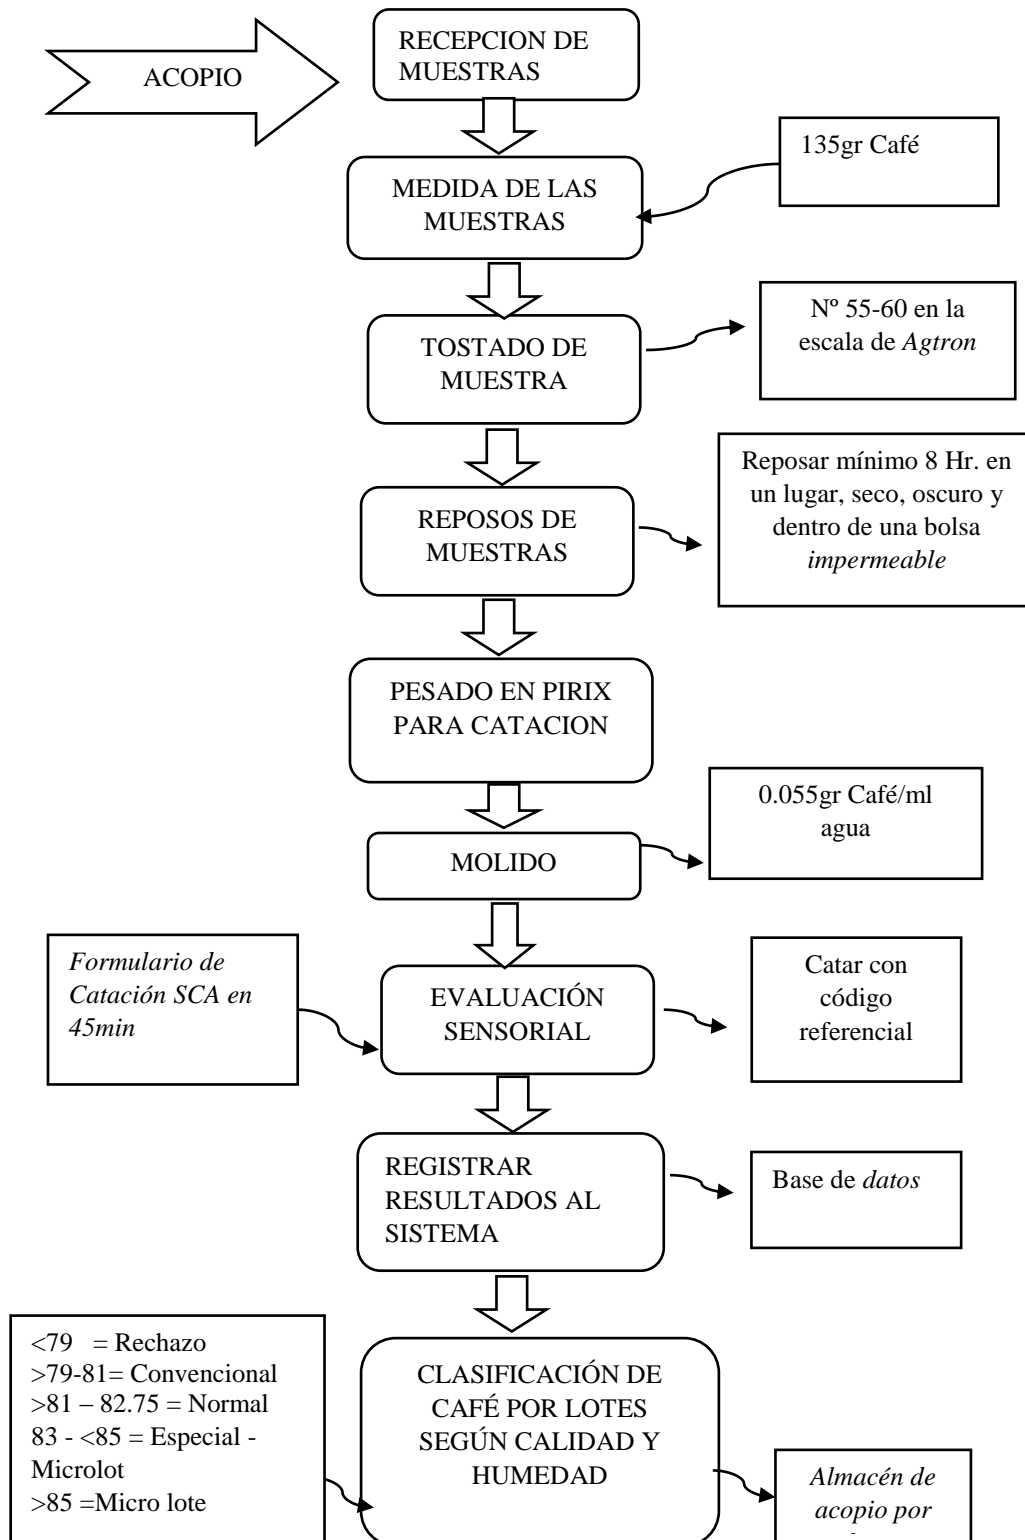 RECEPCION DE
MUESTRAS
ACOPIO
135gr Café
MEDIDA DE LAS
MUESTRAS
Nº 55-60 en la
escala de Agtron
TOSTADO DE
MUESTRA
Reposar mínimo 8 Hr. en
un lugar, seco, oscuro y
dentro de una bolsa
impermeable
REPOSOS DE
MUESTRAS
PESADO EN PIRIX
PARA CATACION
0.055gr Café/ml
agua
MOLIDO
Formulario de
Catación SCA en
45min
EVALUACIÓN
SENSORIAL
Catar con
código
referencial
REGISTRAR
RESULTADOS AL
SISTEMA
Base de datos
<79 = Rechazo
>79-81= Convencional
>81 – 82.75 = Normal
83 - <85 = Especial -
Microlot
>85 =Micro lote
CLASIFICACIÓN DE
CAFÉ POR LOTES
SEGÚN CALIDAD Y
HUMEDAD
Almacén de
acopio por